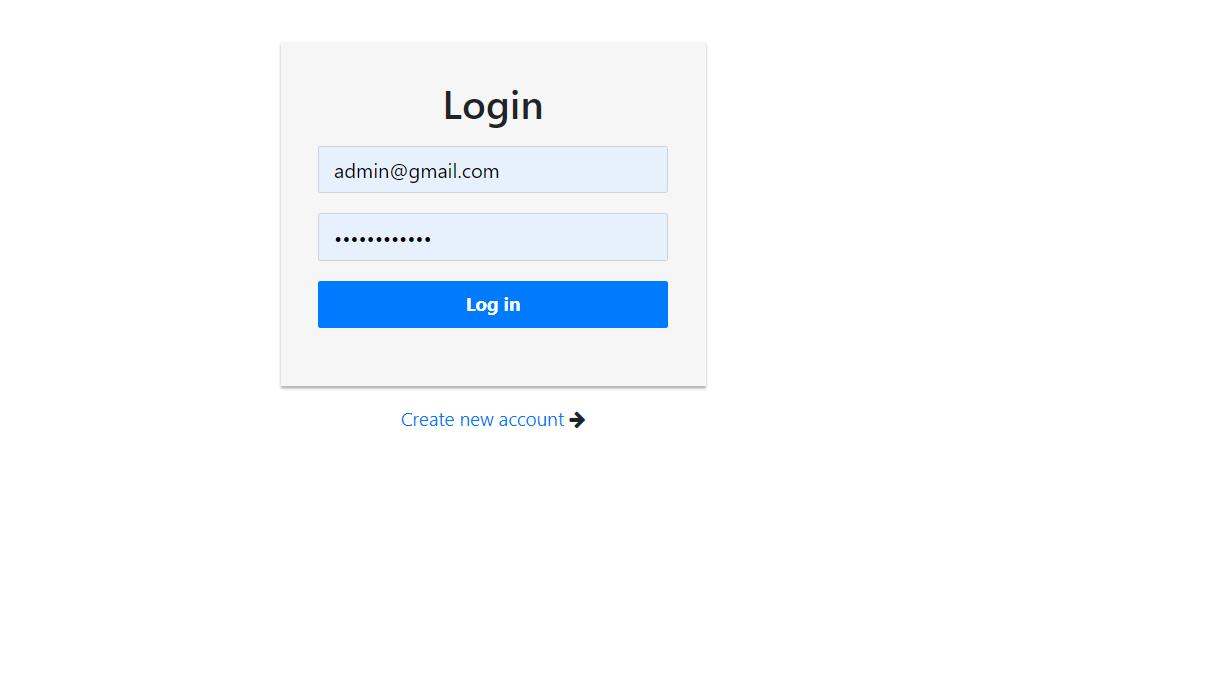 Login
admin@gmail.com
••••••••••••
Log in
Create new account